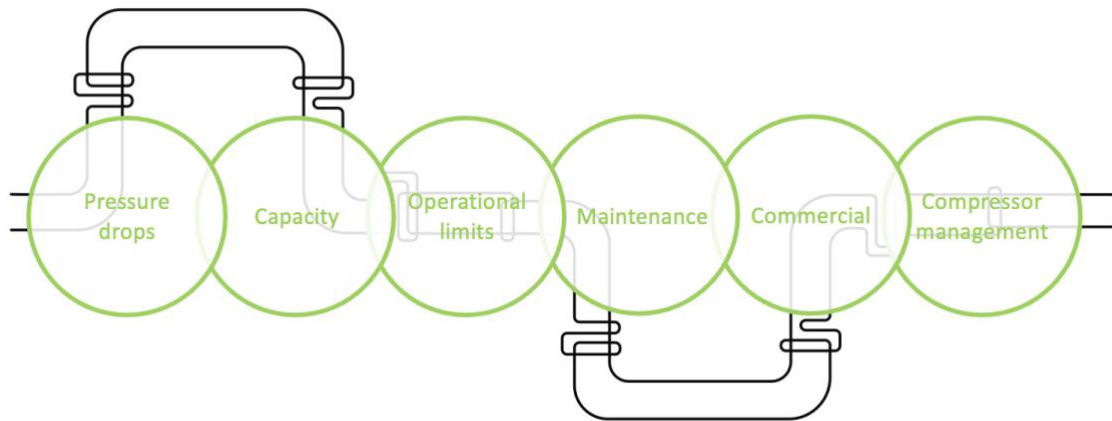 Pressure
drops
Capacity
Operational
limits
Maintenance
Commercial
Compressor
management